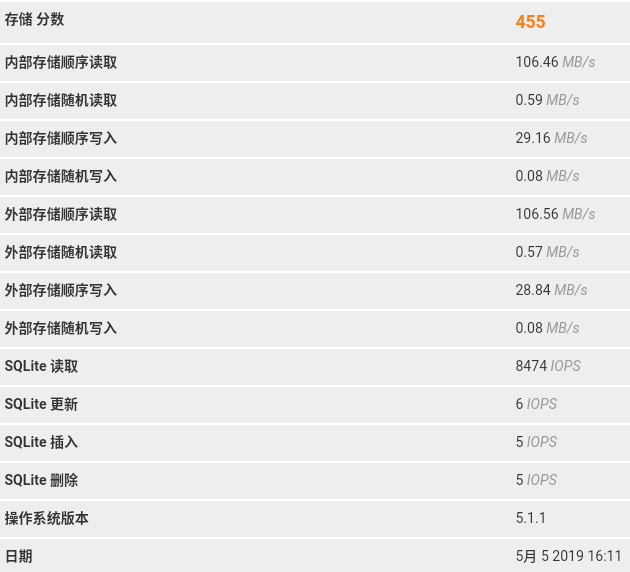 存储 分数 455
内部存储顺序读取 106.46 MB/s
内部存储随机读取 0.59 MB/s
内部存储顺序写入 29.16 MB/s
内部存储随机写入 0.08 MB/s
外部存储顺序读取 106.56 MB/s
外部存储随机读取 0.57 MB/s
外部存储顺序写入 28.84 MB/s
外部存储随机写入 0.08 MB/s
SQLite 读取 8474 IOPS
SQLite 更新 6 IOPS
SQLite 插入 5 IOPS
SQLite 删除 5 IOPS
操作系统版本 5.1.1
日期 5月 5 2019 16:11